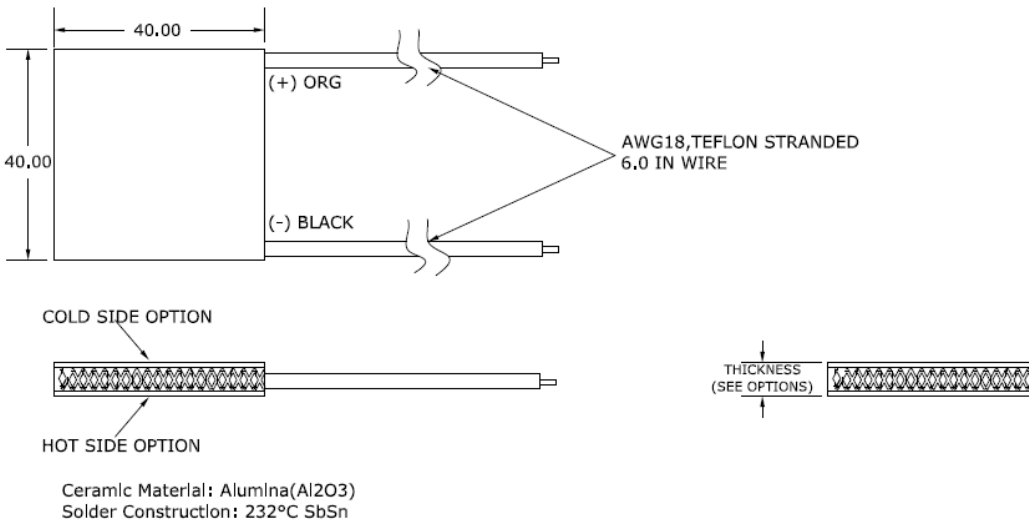 40.00
(+) ORG
40.00
AWG18,TEFLON STRANDED
6.0 IN WIRE
(-) BLACK
COLD SIDE OPTION
THICKNESS
(SEE OPTIONS)
HOT SIDE OPTION
Ceramic Material: Alumina(Al2O3)
Solder Construction: 232°C SbSn